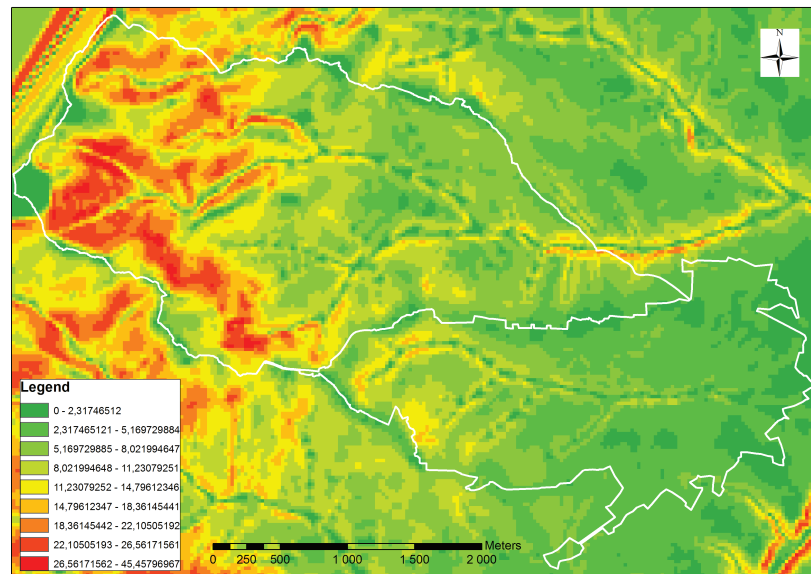 N
Legend
0 - 2,31746512
2,317465121 - 5,169729884
5,169729885 - 8,021994647
8,021994648 - 11,23079251
11,23079252 - 14,79612346
14,79612347 - 18,36145441
18,36145442 - 22,10505192
22,10505193 - 26,56171561
26,56171562 - 45,45796967
Meters
0 250 500 1 000 1 500 2 000